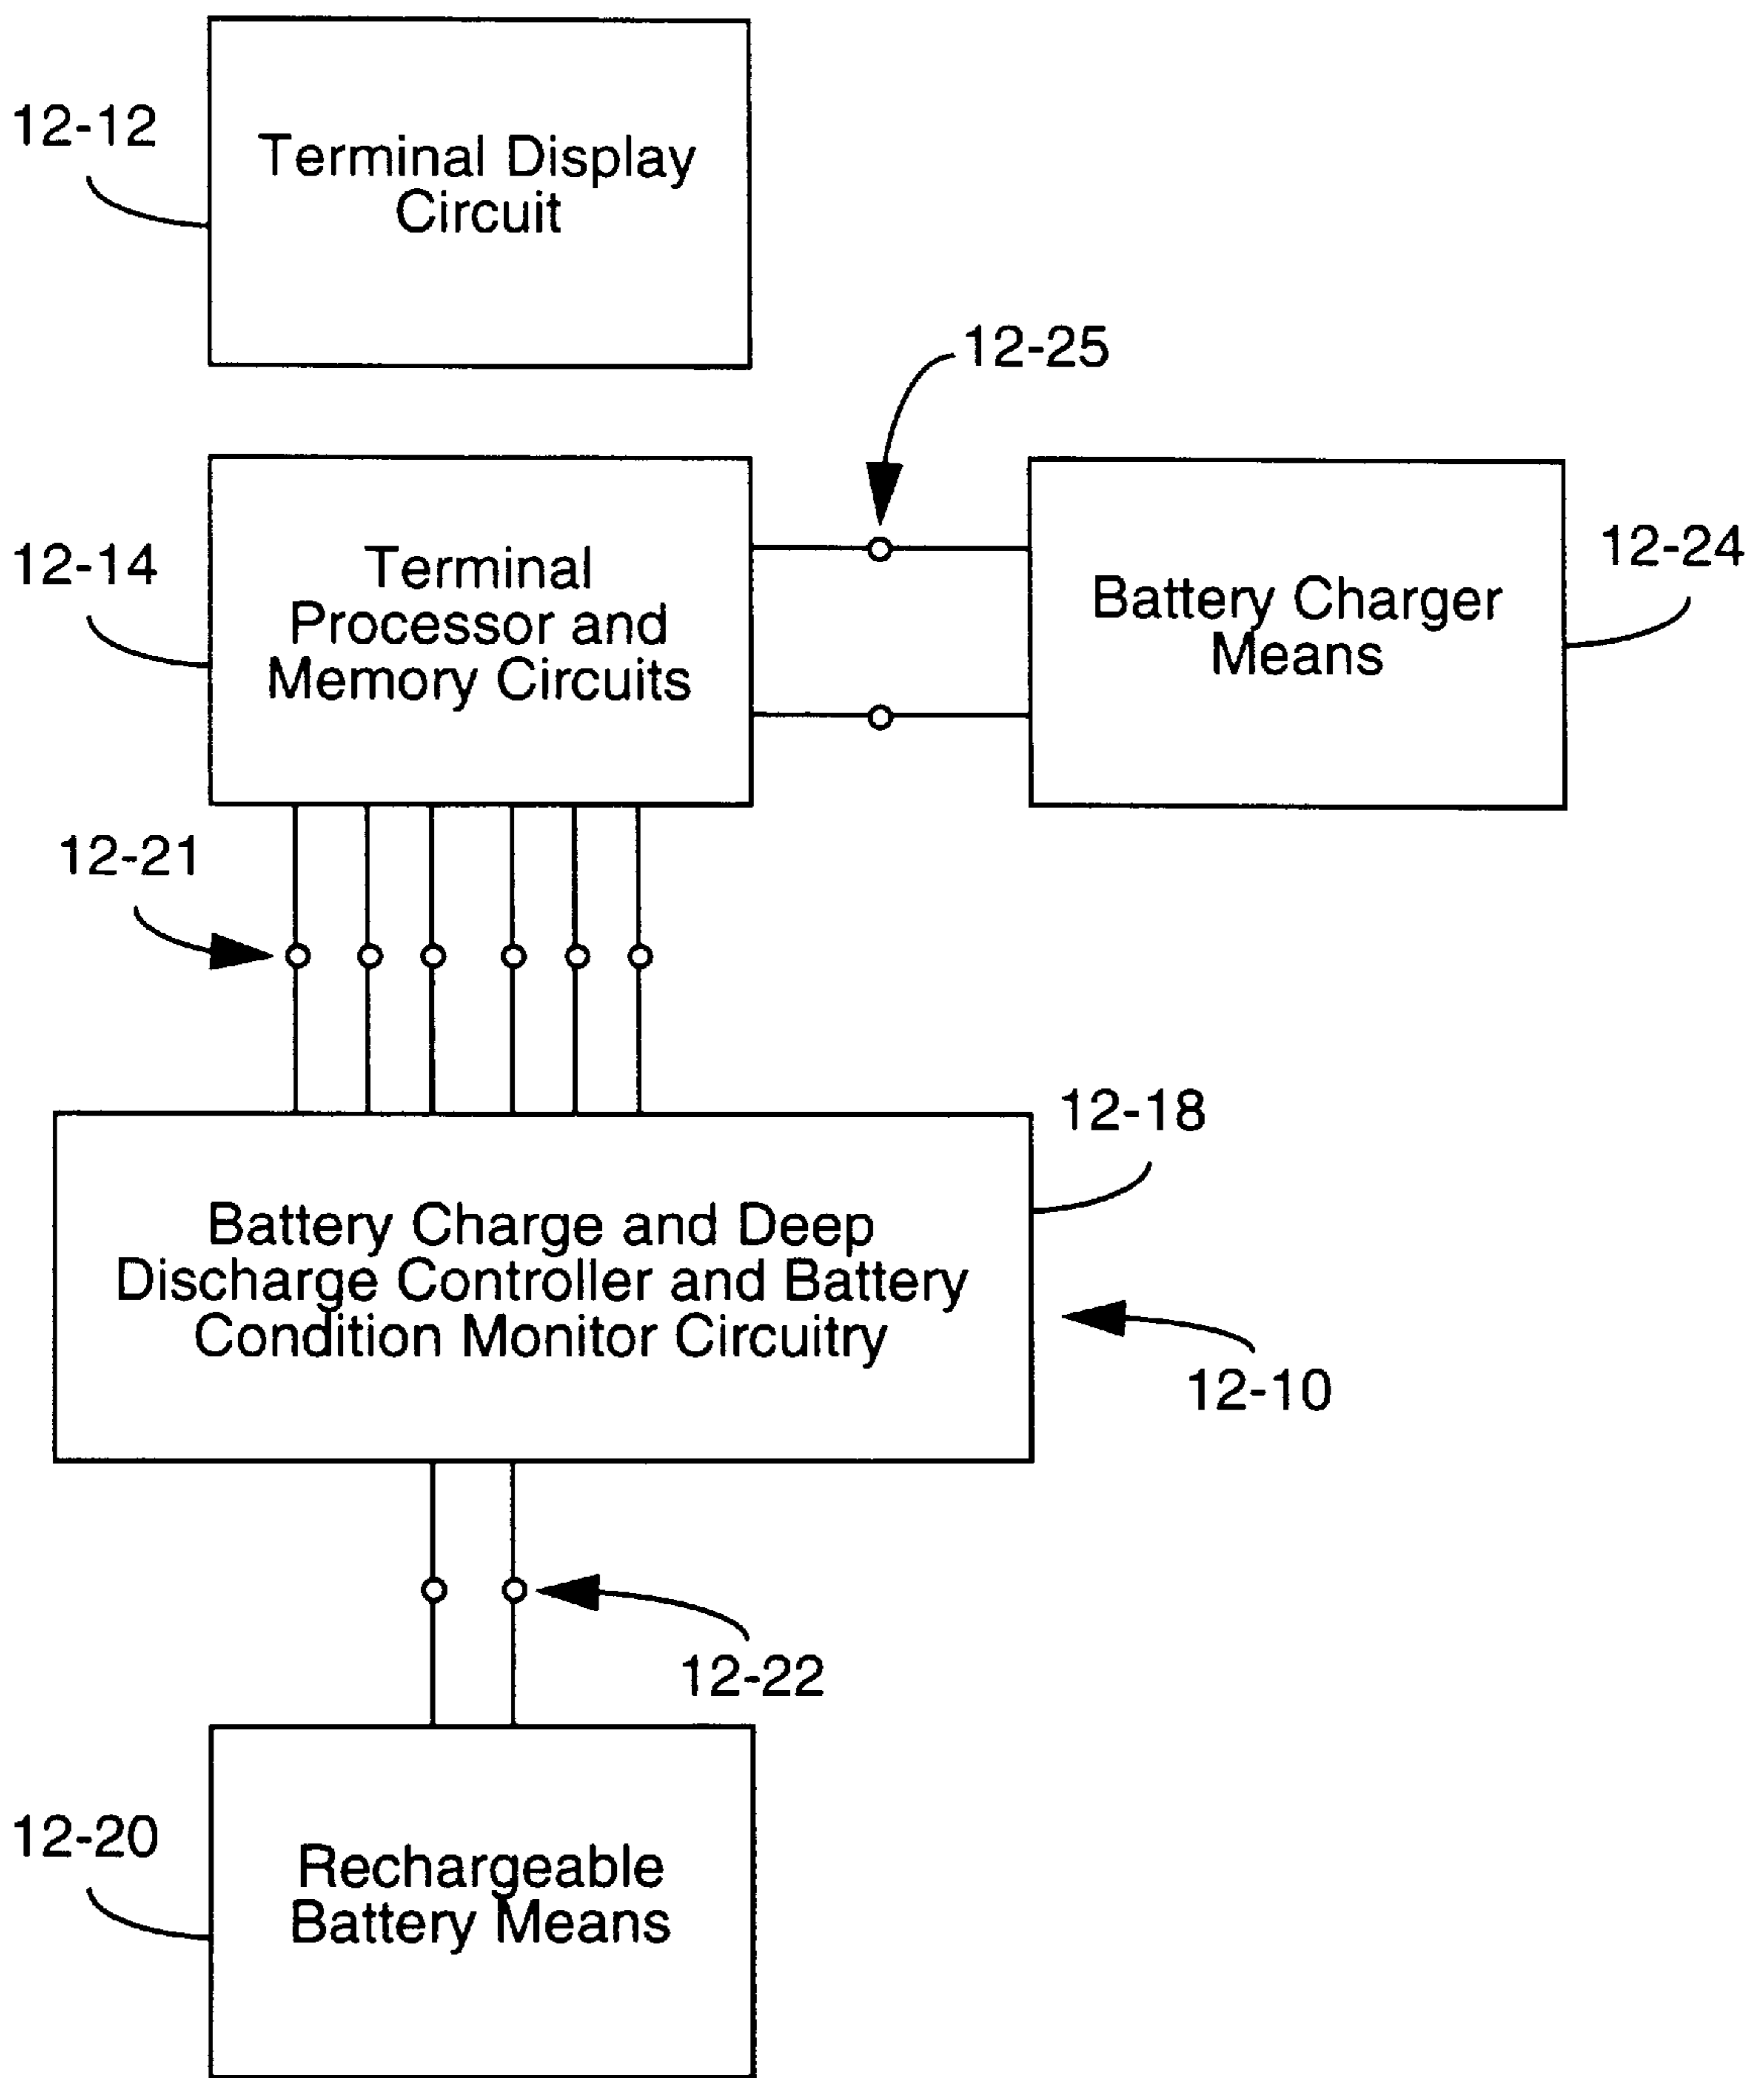 12-12
Terminal Display
Circuit
12-25
12-14
Terminal
Processor and
Memory Circuits
Battery Charger
Means
12-24
12-21
12-18
Battery Charge and Deep
Discharge Controller and Battery
Condition Monitor Circuitry
12-10
12-22
12-20
Rechargeable
Battery Means